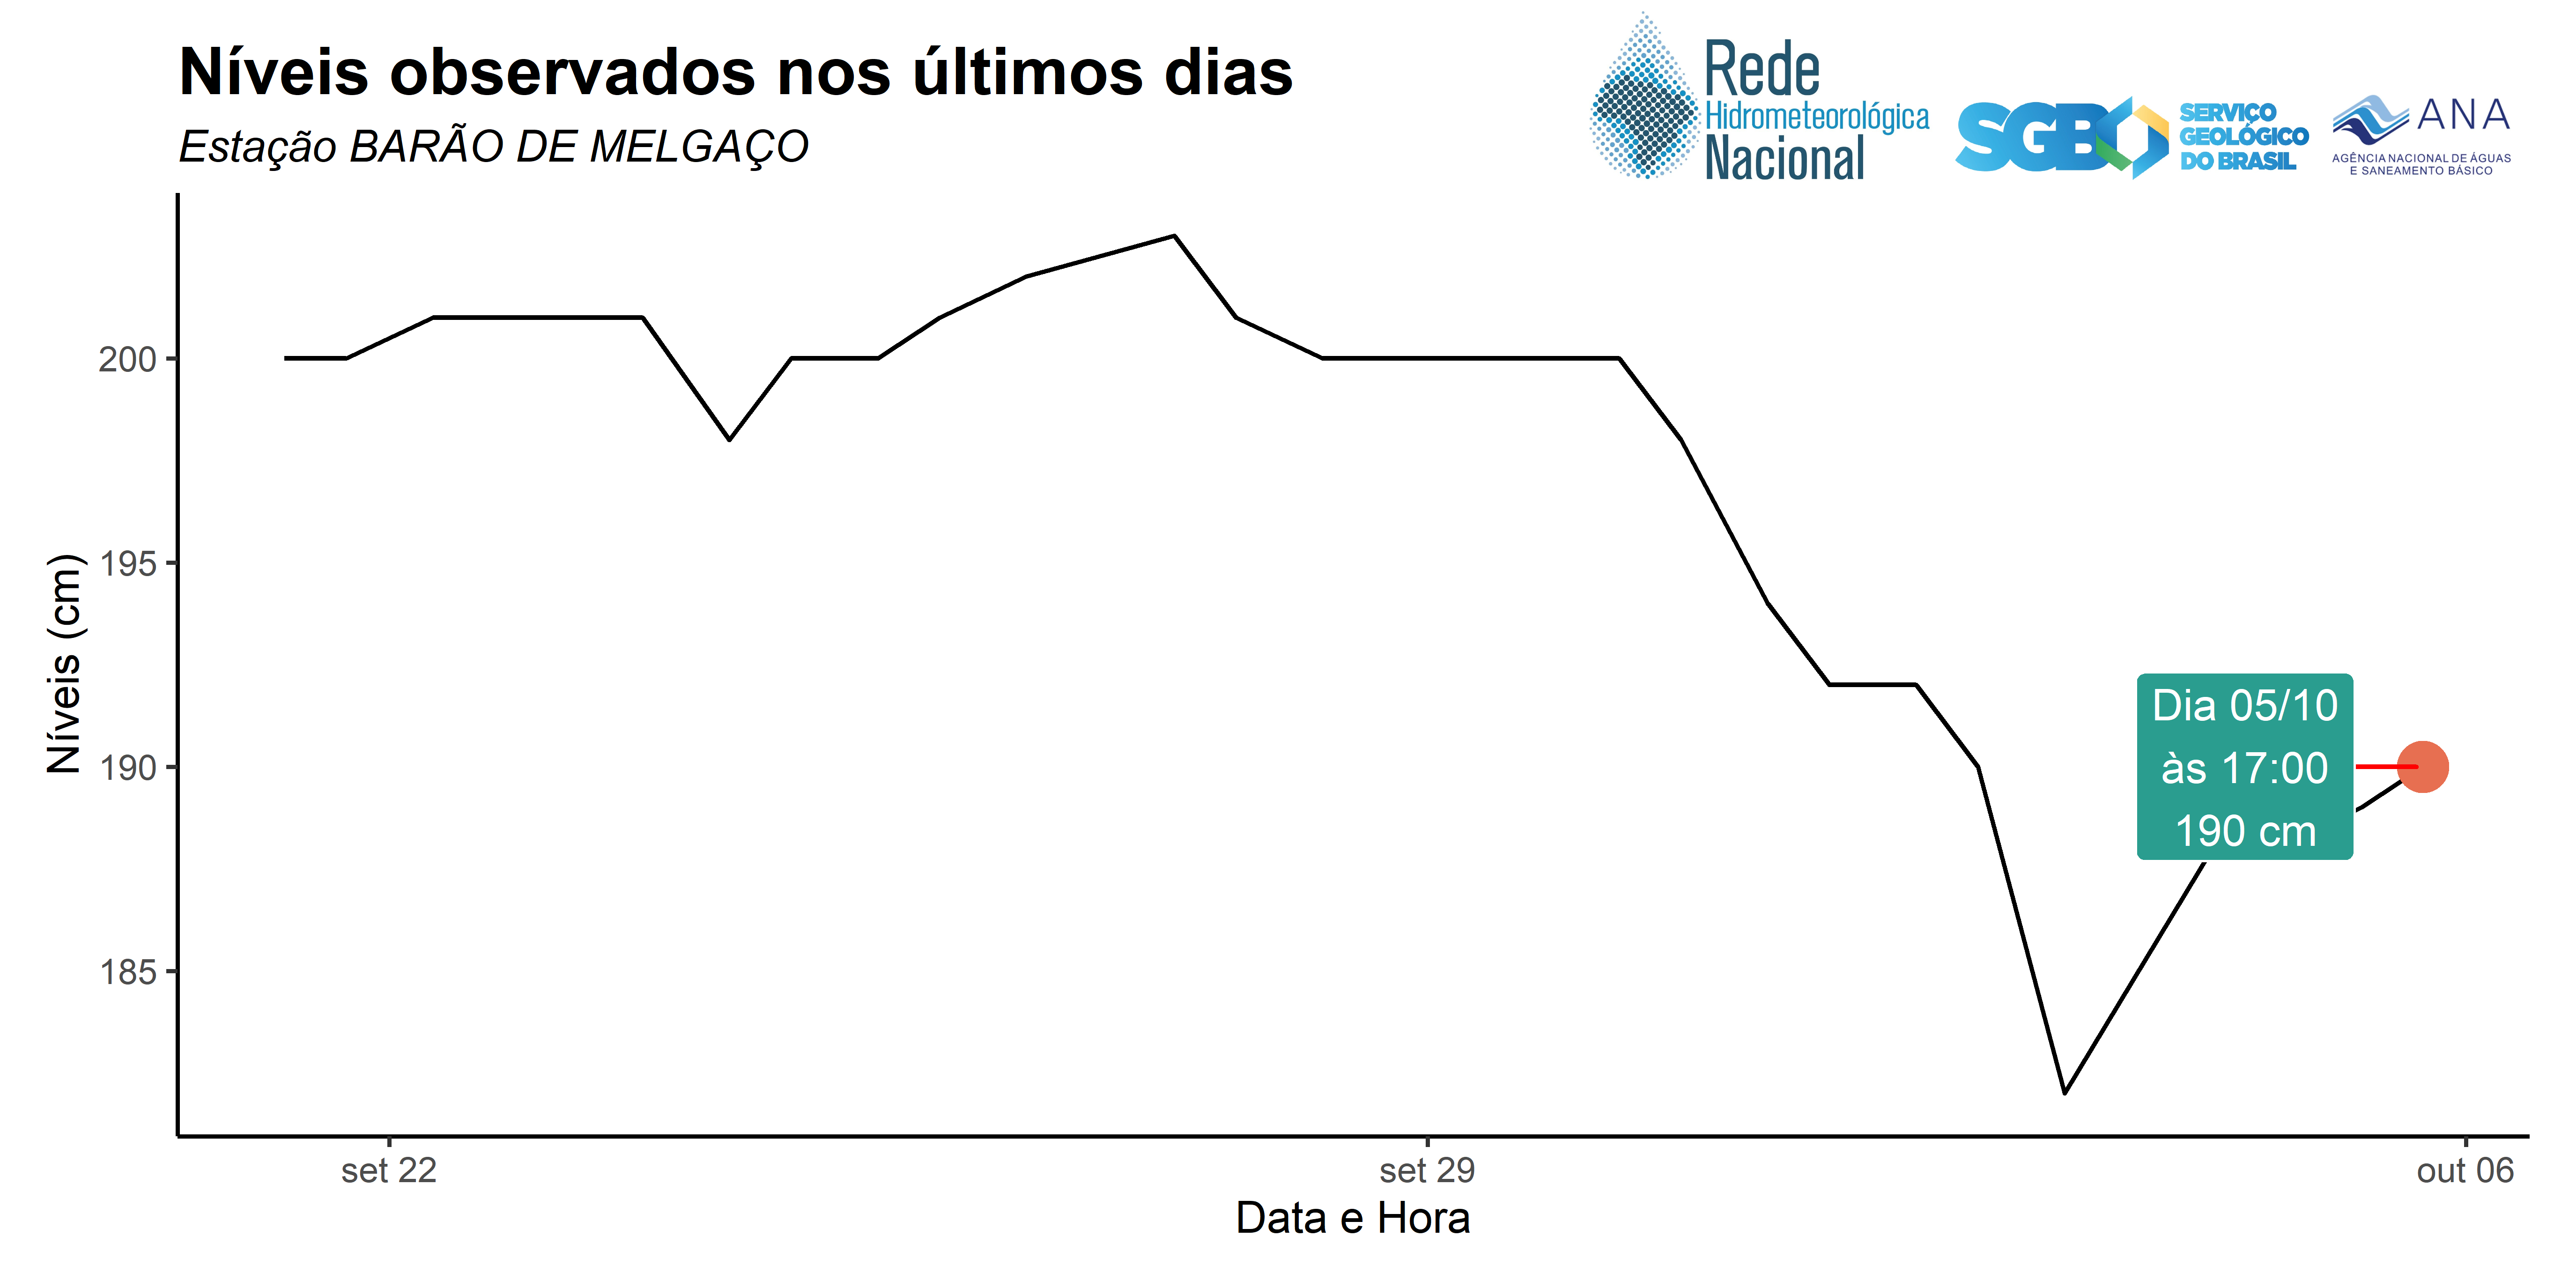 Níveis observados nos últimos dias
Estação BARÃO DE MELGAÇO
Rede
Hidrometeorológica
Nacional
SGB
SERVIÇO
GEOLÓGICO
DO BRASIL
ANA
AGÊNCIA NACIONAL DE ÁGUAS
E SANEAMENTO BÁSICO
Níveis (cm)
200
195
190
185
Dia 05/10
às 17:00
190 cm
set 22
set 29
out 06
Data e Hora